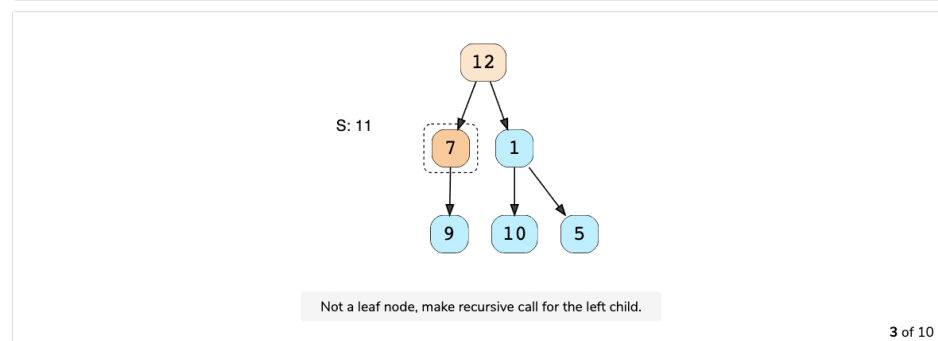 12
S: 11
7 1
9 10 5
Not a leaf node, make recursive call for the left child.
3 of 10